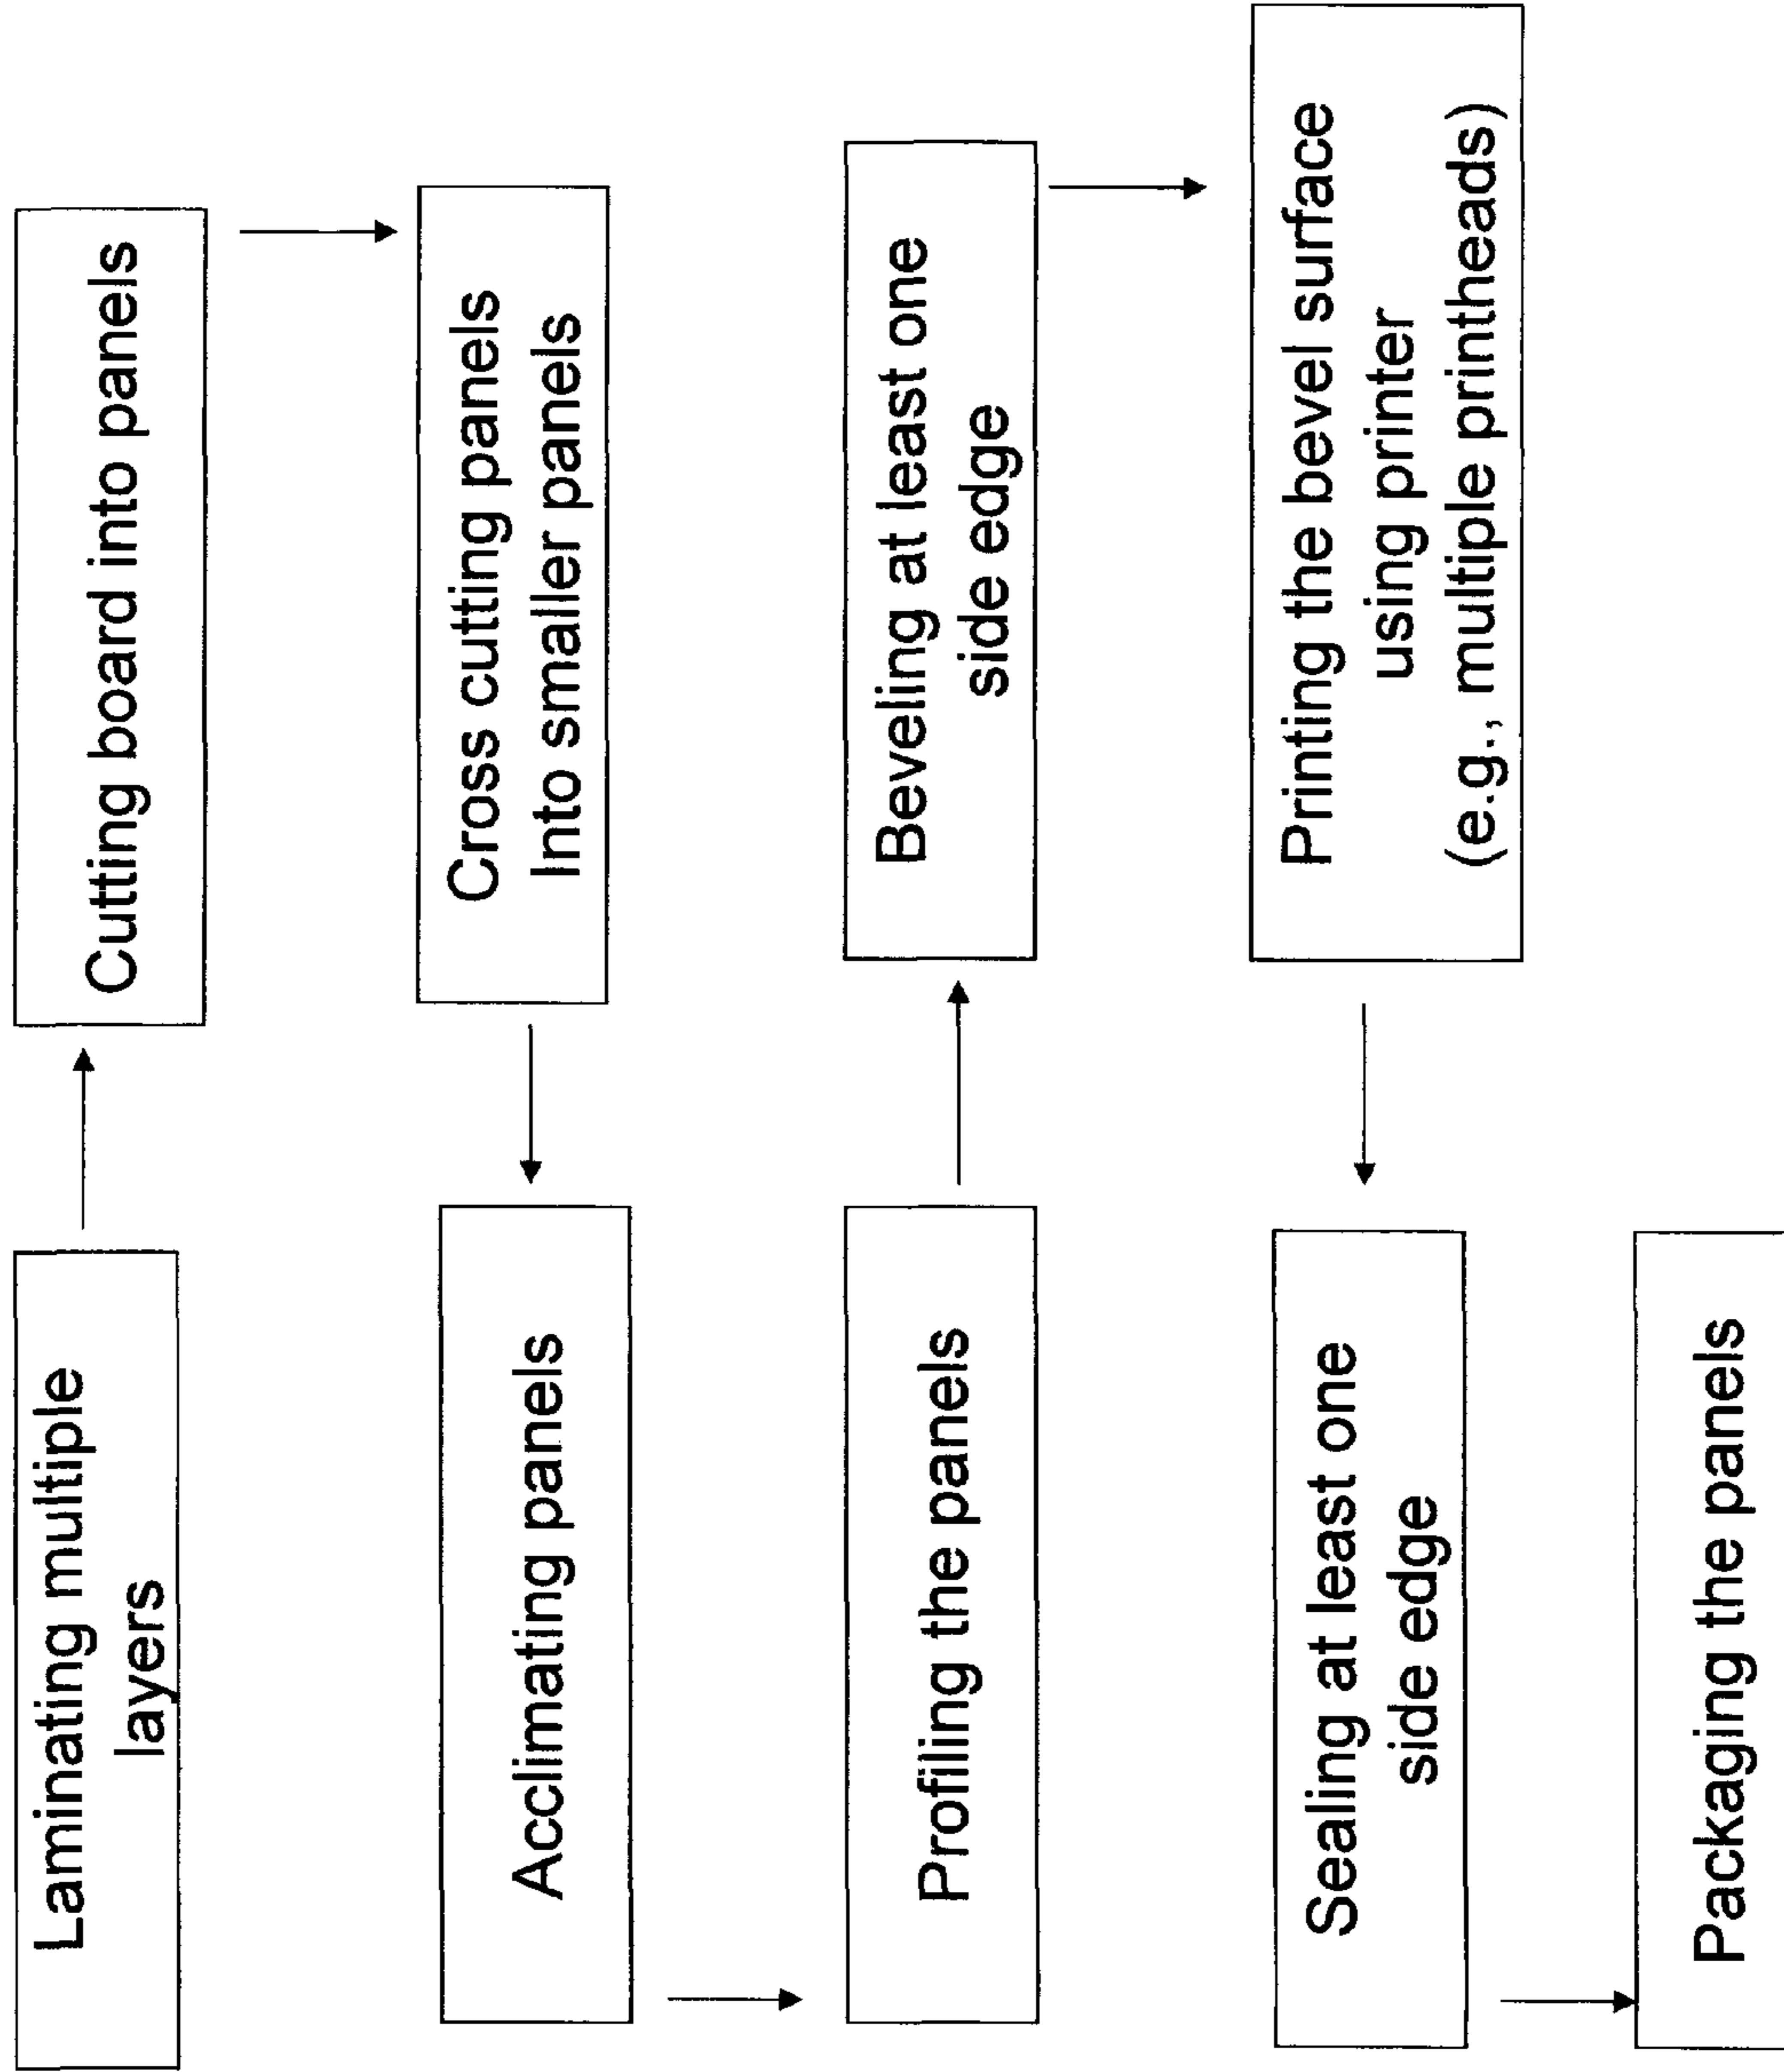 Laminating multiple
layers
Cutting board into panels
Cross cutting panels
Into smaller panels
Acclimating panels
Profiling the panels
Beveling at least one
side edge
Printing the bevel surface
using printer
(e.g., multiple printheads)
Sealing at least one
side edge
Packaging the panels